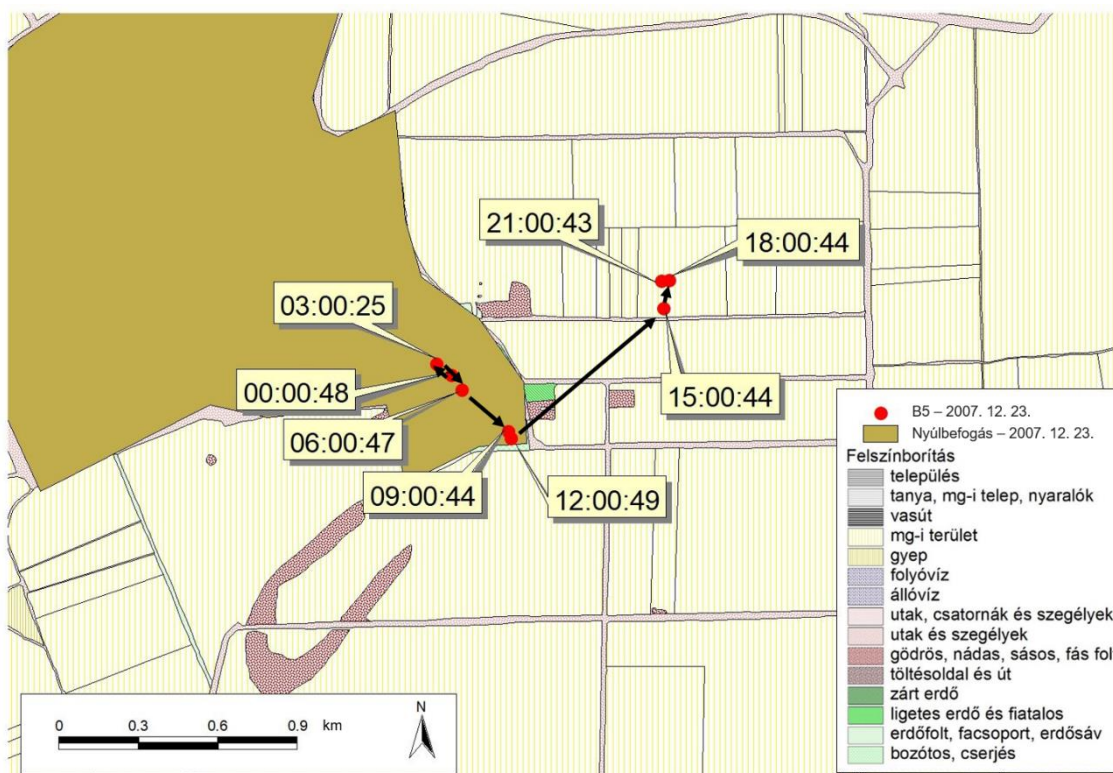 21:00:43
18:00:44
03:00:25
00:00:48
15:00:44
06:00:47
09:00:44
12:00:49
B5 – 2007. 12. 23.
Nyúlbefogás – 2007. 12. 23.
Felszínborítás
település
tanya, mg-i telep, nyaralók
vasút
mg-i terület
gyep
folyóvíz
állóvíz
utak, csatornák és szegélyek
utak és szegélyek
gödrös, nádas, sásos, fás fol
töltésoldal és út
zárt erdő
ligetes erdő és fiatalos
erdőfolt, facsoport, erdősáv
bozótos, cserjés
0 0.3 0.6 0.9
km
N